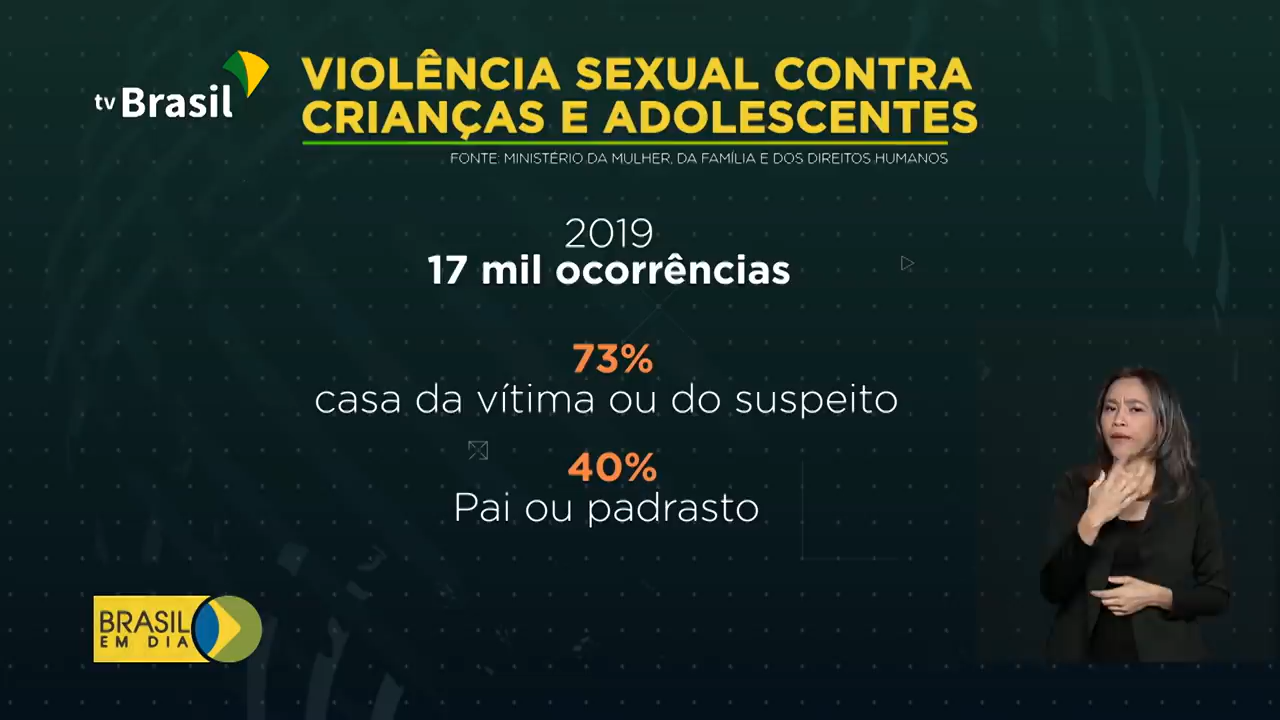 tv Brasil
VIOLÊNCIA SEXUAL CONTRA
CRIANÇAS E ADOLESCENTES
FONTE: MINISTÉRIO DA MULHER, DA FAMÍLIA E DOS DIREITOS HUMANOS
2019
17 mil ocorrências
73%
casa da vítima ou do suspeito
40%
Pai ou padrasto
BRASIL
EM DIA